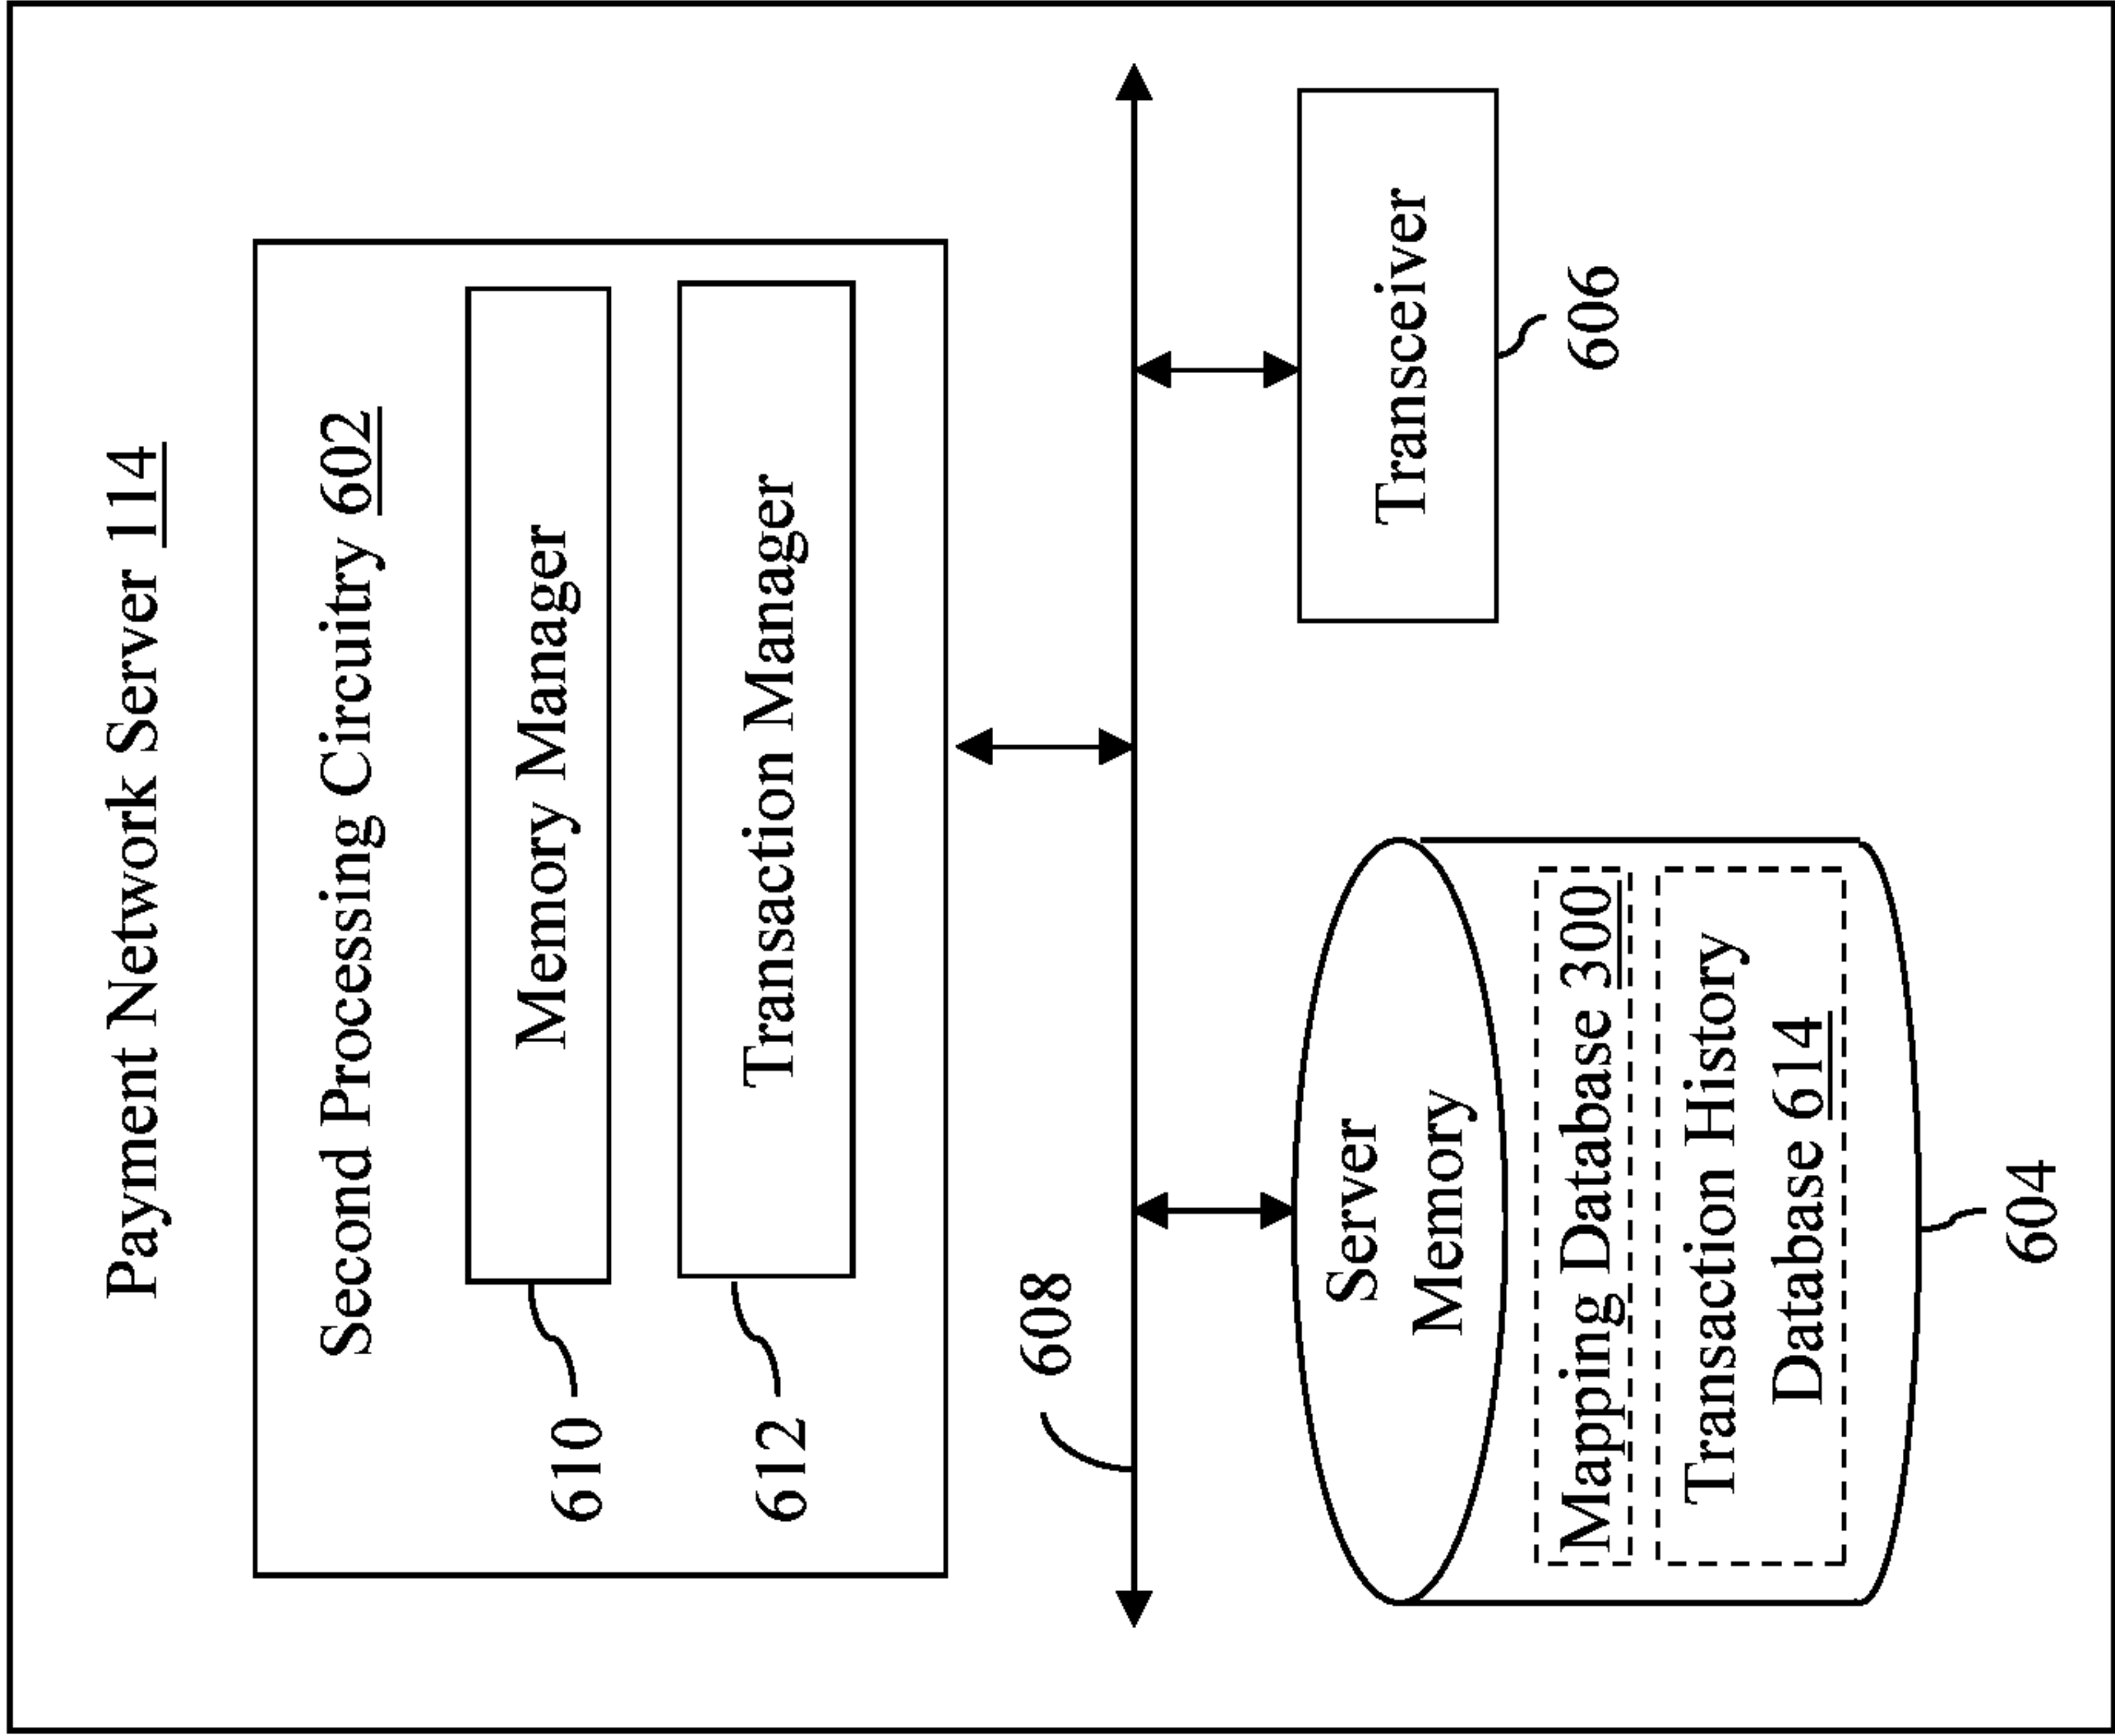 Payment Network Server 114
Second Processing Circuitry 602
610
Memory Manager
612
Transaction Manager
608
Server
Memory
Mapping Database 300
Transaction History
Database 614
604
Transceiver
606